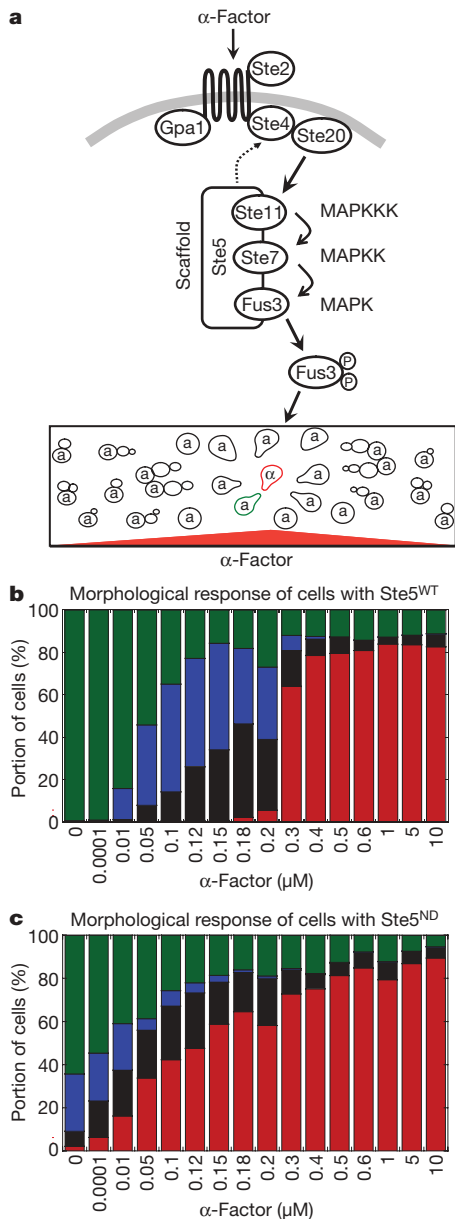 a
α-Factor
Ste2
Gpa1
Ste4
Ste20
Scaffold
Ste5
Ste11
MAPKKK
Ste7
MAPKK
Fus3
MAPK
Fus3
P
P
a a a a a a a a a a α a a a a a a a a a a
α-Factor
b Morphological response of cells with Ste5WT
Portion of cells (%)
100
80
60
40
20
0
0 0.0001 0.01 0.05 0.1 0.12 0.15 0.18 0.2 0.3 0.4 0.5 0.6 1 5 10
α-Factor (µM)
c Morphological response of cells with Ste5ND
Portion of cells (%)
100
80
60
40
20
0
0 0.0001 0.01 0.05 0.1 0.12 0.15 0.18 0.2 0.3 0.4 0.5 0.6 1 5 10
α-Factor (µM)